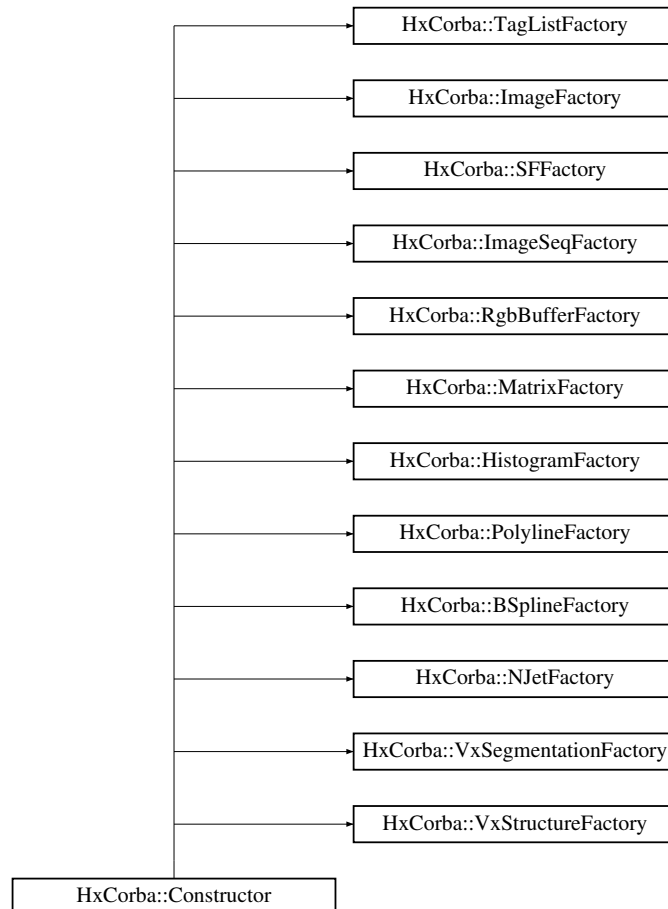 HxCorba::TagListFactory
HxCorba::ImageFactory
HxCorba::SFFactory
HxCorba::ImageSeqFactory
HxCorba::RgbBufferFactory
HxCorba::MatrixFactory
HxCorba::HistogramFactory
HxCorba::PolylineFactory
HxCorba::BSplineFactory
HxCorba::NJetFactory
HxCorba::VxSegmentationFactory
HxCorba::VxStructureFactory
HxCorba::Constructor